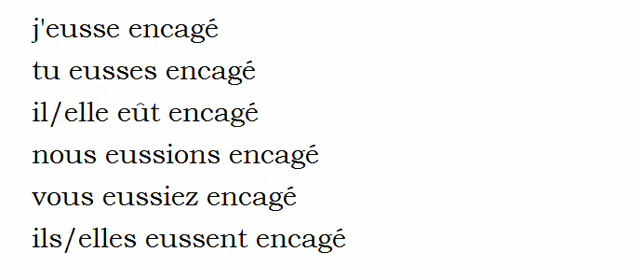 j'eusse encagé
tu eusses encagé
il/elle eût encagé
nous eussions encagé
vous eussiez encagé
ils/elles eussent encagé